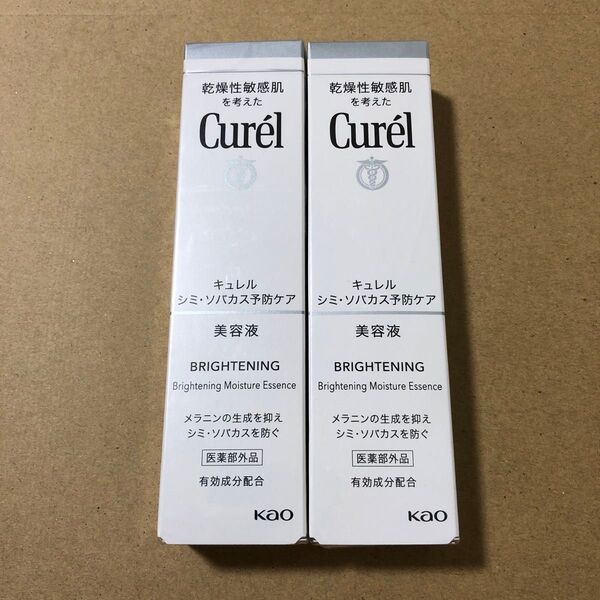 乾燥性敏感肌
を考えた
Curél
キュレル
シミ・ソバカス予防ケア
美容液
BRIGHTENING
Brightening Moisture Essence
メラニンの生成を抑え
シミ・ソバカスを防ぐ
医薬部外品
有効成分配合
Kao
乾燥性敏感肌
を考えた
Curél
キュレル
シミ・ソバカス予防ケア
美容液
BRIGHTENING
Brightening Moisture Essence
メラニンの生成を抑え
シミ・ソバカスを防ぐ
医薬部外品
有効成分配合
Kao